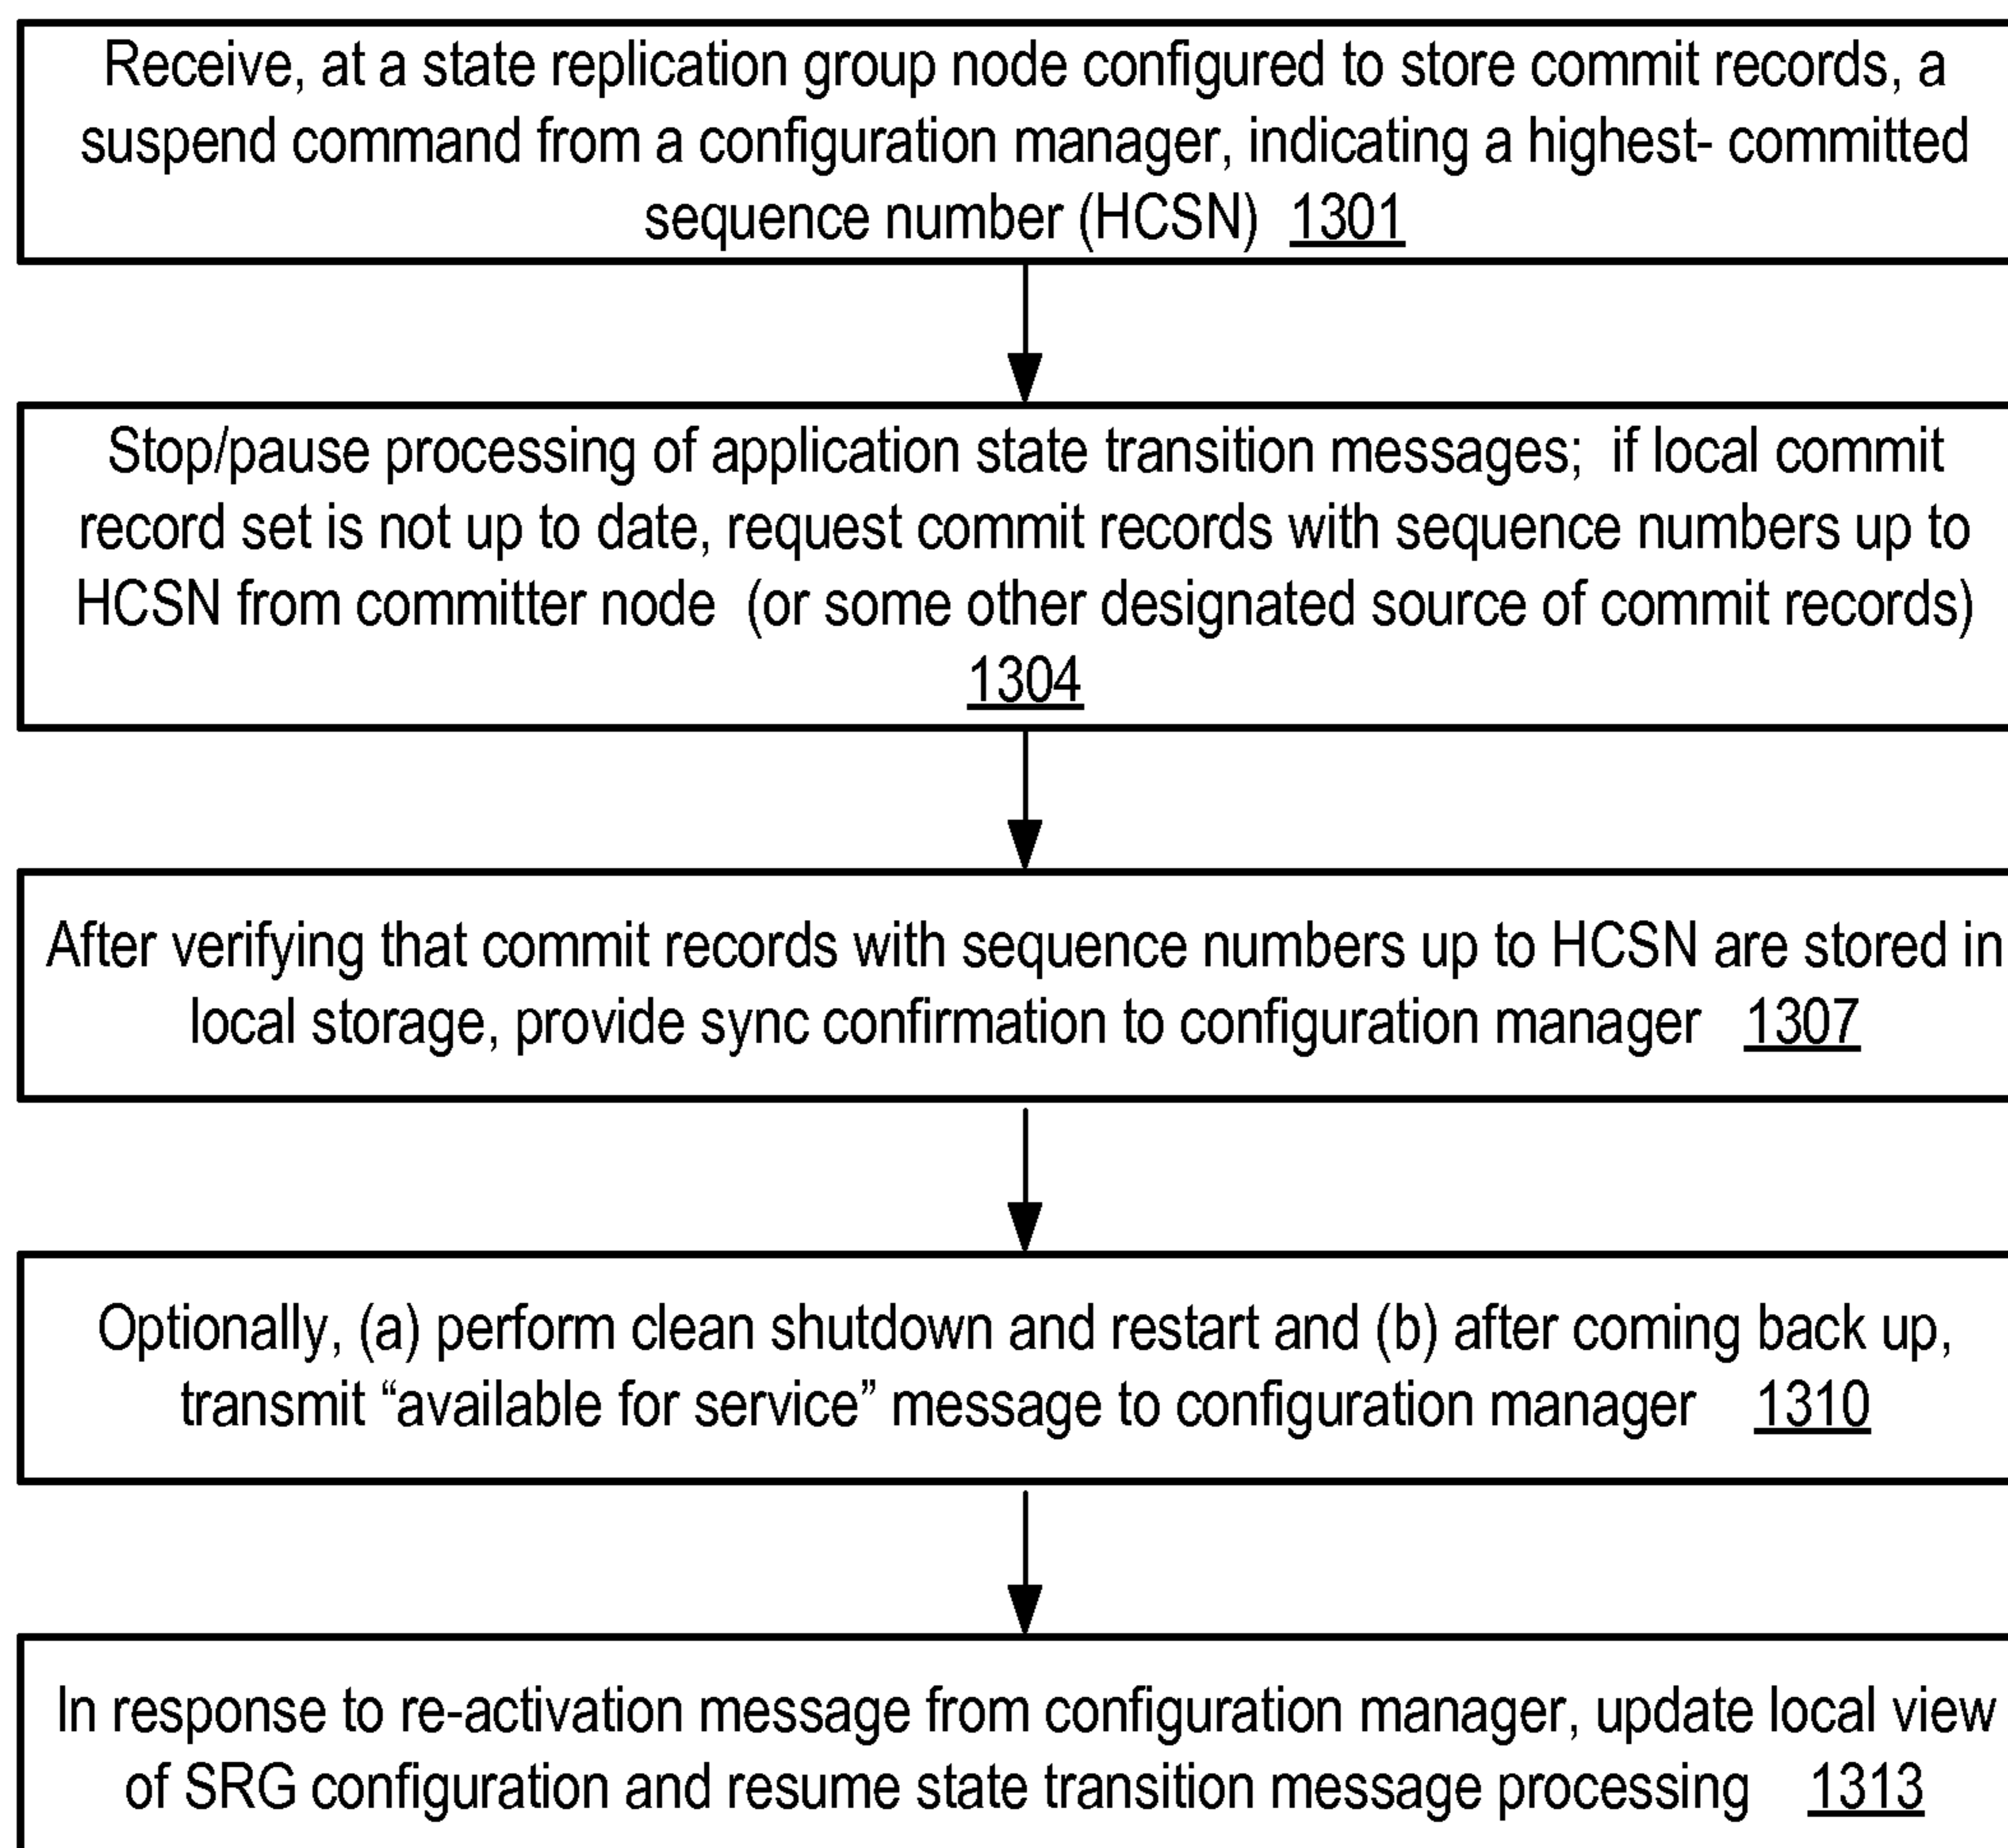 Receive, at a state replication group node configured to store commit records, a
suspend command from a configuration manager, indicating a highest- committed
sequence number (HCSN) 1301
Stop/pause processing of application state transition messages; if local commit
record set is not up to date, request commit records with sequence numbers up to
HCSN from committer node (or some other designated source of commit records)
1304
After verifying that commit records with sequence numbers up to HCSN are stored in
local storage, provide sync confirmation to configuration manager 1307
Optionally, (a) perform clean shutdown and restart and (b) after coming back up,
transmit “available for service” message to configuration manager 1310
In response to re-activation message from configuration manager, update local view
of SRG configuration and resume state transition message processing 1313